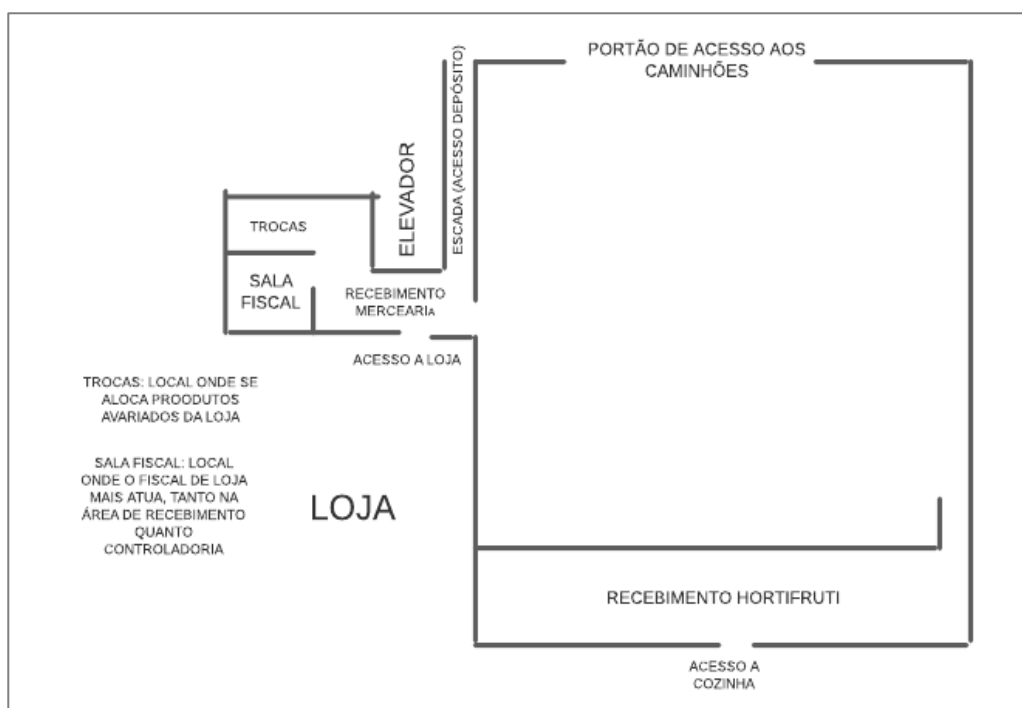 PORTÃO DE ACESSO AOS
CAMINHÕES
ESCADA (ACESSO DEPÓSITO)
ELEVADOR
TROCAS
SALA
FISCAL
RECEBIMENTO
MERCEARIA
ACESSO A LOJA
TROCAS: LOCAL ONDE SE
ALOCA PROODUTOS
AVARIADOS DA LOJA
SALA FISCAL: LOCAL
ONDE O FISCAL DE LOJA
MAIS ATUA, TANTO NA
ÁREA DE RECEBIMENTO
QUANTO
CONTROLADORIA
LOJA
RECEBIMENTO HORTIFRUTI
ACESSO A
COZINHA